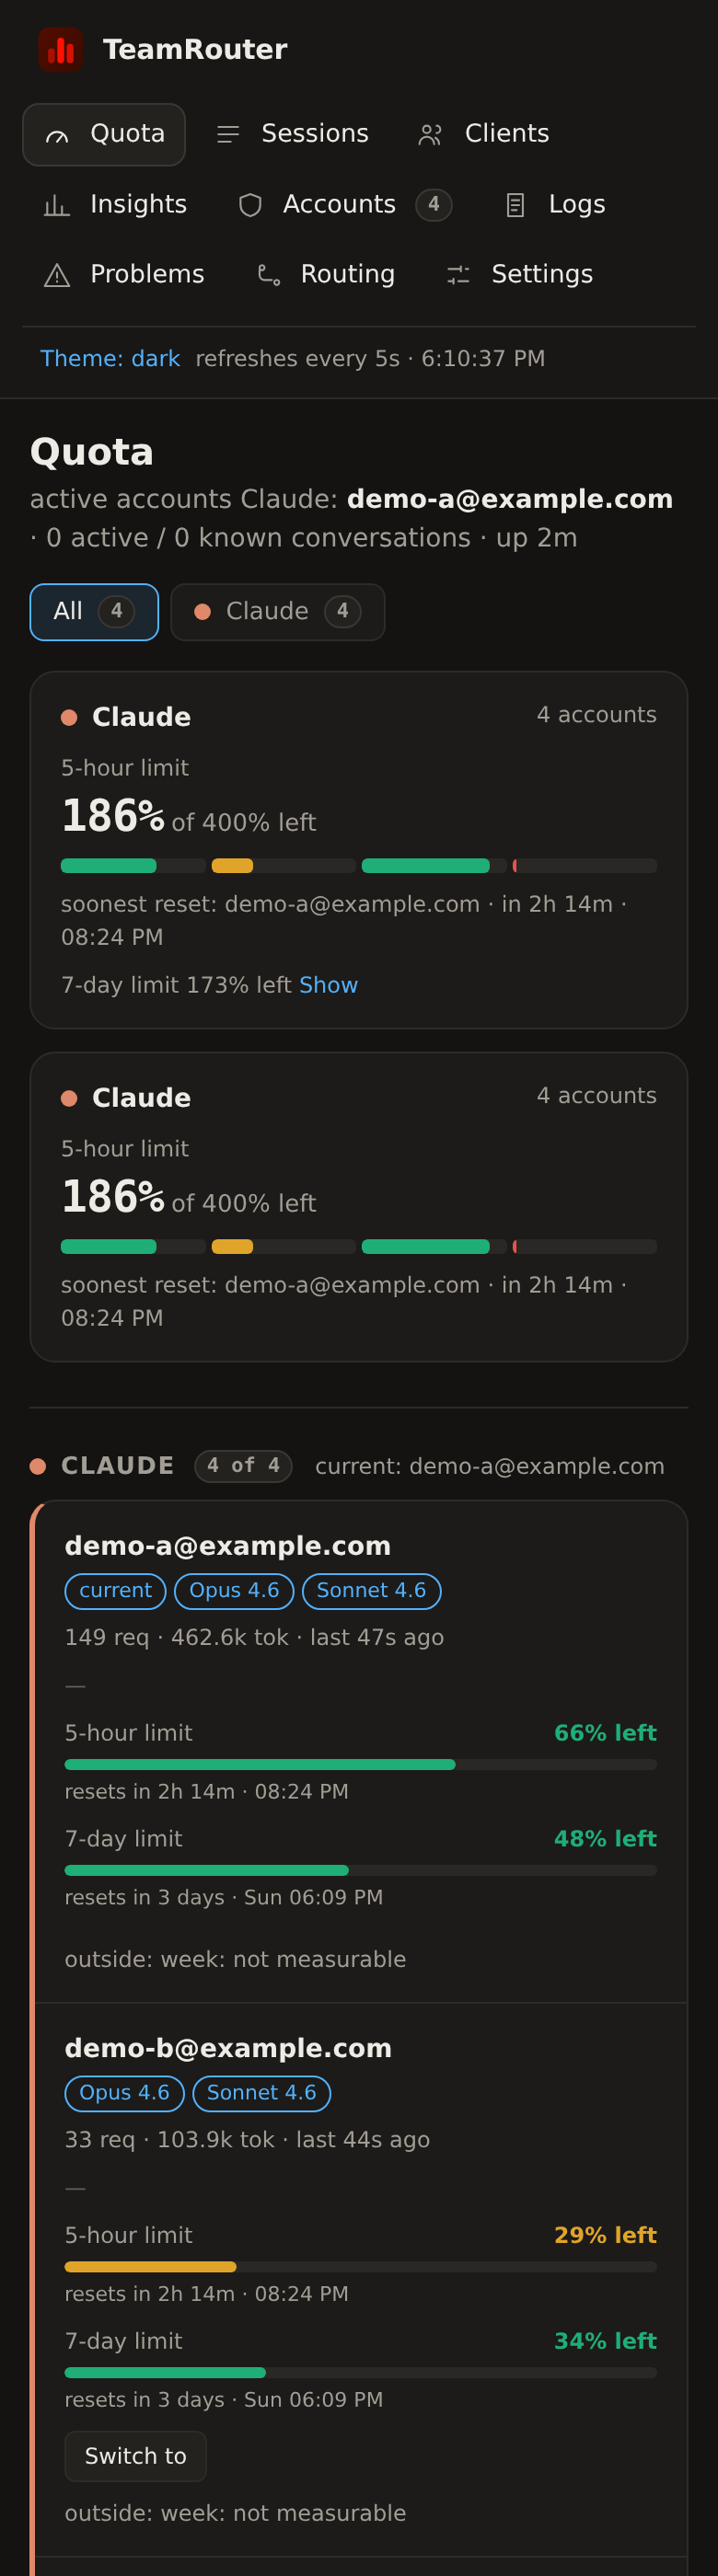 TeamRouter
Quota Sessions Clients
Insights Accounts 4 Logs
Problems Routing Settings
Theme: dark refreshes every 5s · 6:10:37 PM
Quota
active accounts Claude: demo-a@example.com
· 0 active / 0 known conversations · up 2m
All 4 Claude 4
Claude 4 accounts
5-hour limit
186% of 400% left
soonest reset: demo-a@example.com · in 2h 14m ·
08:24 PM
7-day limit 173% left Show
Claude 4 accounts
5-hour limit
186% of 400% left
soonest reset: demo-a@example.com · in 2h 14m ·
08:24 PM
CLAUDE 4 of 4 current: demo-a@example.com
demo-a@example.com
current Opus 4.6 Sonnet 4.6
149 req · 462.6k tok · last 47s ago
—
5-hour limit 66% left
resets in 2h 14m · 08:24 PM
7-day limit 48% left
resets in 3 days · Sun 06:09 PM
outside: week: not measurable
demo-b@example.com
Opus 4.6 Sonnet 4.6
33 req · 103.9k tok · last 44s ago
—
5-hour limit 29% left
resets in 2h 14m · 08:24 PM
7-day limit 34% left
resets in 3 days · Sun 06:09 PM
Switch to
outside: week: not measurable